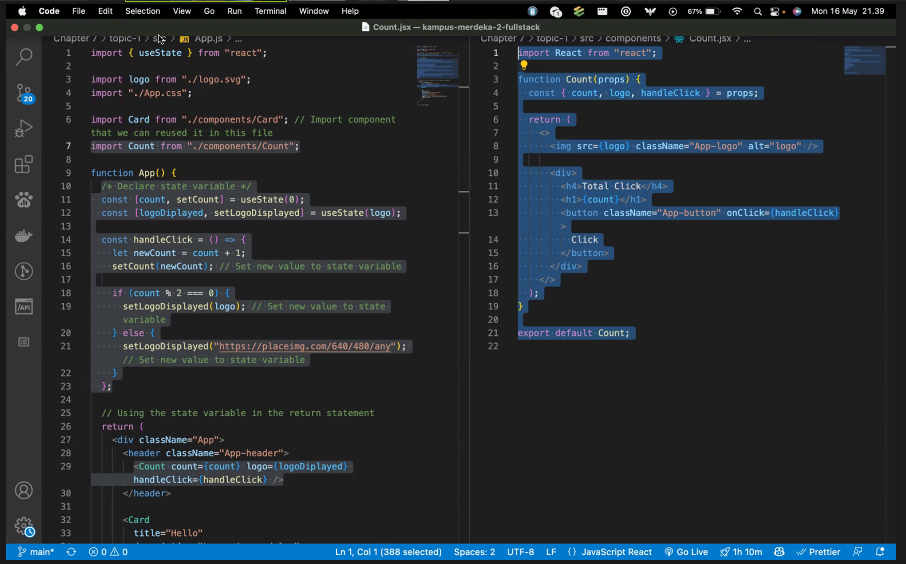 Code File Edit Selection View Go Run Terminal Window Help 67% Mon 16 May 21.39
Count.jsx — kampus-merdeka-2-fullstack
Chapter 7 > topic-1 > src > App.js > ...
1 import { useState } from "react";
2
3 import logo from "./logo.svg";
4 import "./App.css";
5
6 import Card from "./components/Card"; // Import component
that we can reused it in this file
7 import Count from "./components/Count";
8
9 function App() {
10 /* Declare state variable */
11 const [count, setCount] = useState(0);
12 const [logoDiplayed, setLogoDisplayed] = useState(logo);
13
14 const handleClick = () => {
15 let newCount = count + 1;
16 setCount(newCount); // Set new value to state variable
17
18 if (count % 2 === 0) {
19 setLogoDisplayed(logo); // Set new value to state
variable
20 } else {
21 setLogoDisplayed("https://placeimg.com/640/480/any");
// Set new value to state variable
22 }
23 };
24
25 // Using the state variable in the return statement
26 return (
27 <div className="App">
28 <header className="App-header">
29 <Count count={count} logo={logoDiplayed}
handleClick={handleClick} />
30 </header>
31
32 <Card
33 title="Hello"
Chapter 7 > topic-1 > src > components > Count.jsx > ...
1 import React from "react";
2
3 function Count(props) {
4 const { count, logo, handleClick } = props;
5
6 return (
7 <>
8 <img src={logo} className="App-logo" alt="logo" />
9
10 <div>
11 <h4>Total Click</h4>
12 <h1>{count}</h1>
13 <button className="App-button" onClick={handleClick}
>
14 Click
15 </button>
16 </div>
17 </>
18 );
19 }
20
21 export default Count;
22
20
API
main* 0 0 Ln 1, Col 1 (388 selected) Spaces: 2 UTF-8 LF {} JavaScript React Go Live 1h 10m Prettier